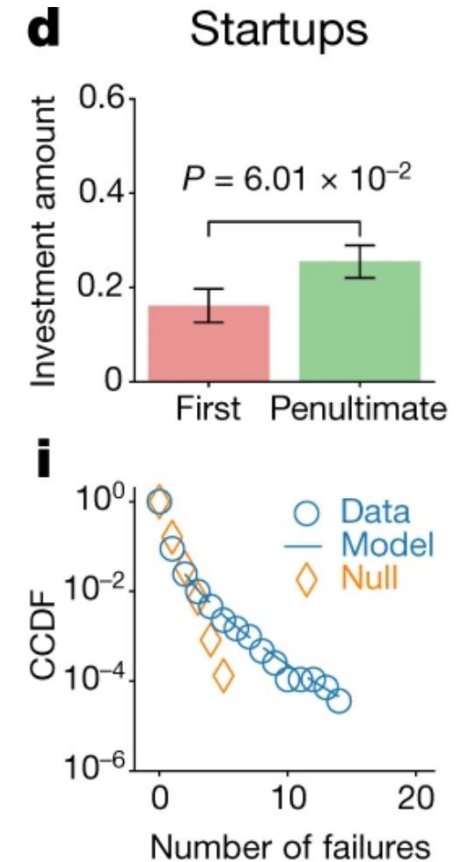 d
Startups
Investment amount
0.6
0.4
0.2
0
P = 6.01 × 10⁻²
First Penultimate
i
CCDF
10⁰
10⁻²
10⁻⁴
10⁻⁶
Data
Model
Null
0 10 20
Number of failures